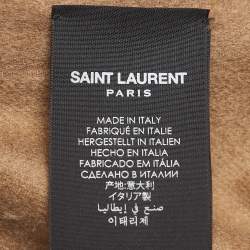 SAINT LAURENT
PARIS
MADE IN ITALY
FABRIQUÉ EN ITALIE
HERGESTELLT IN ITALIEN
HECHO EN ITALIA
FABRICADO EM ITÁLIA
СДЕЛАНО В ИТАЛИИ
产地:意大利
イタリア製
صنع في إيطاليا
이태리제